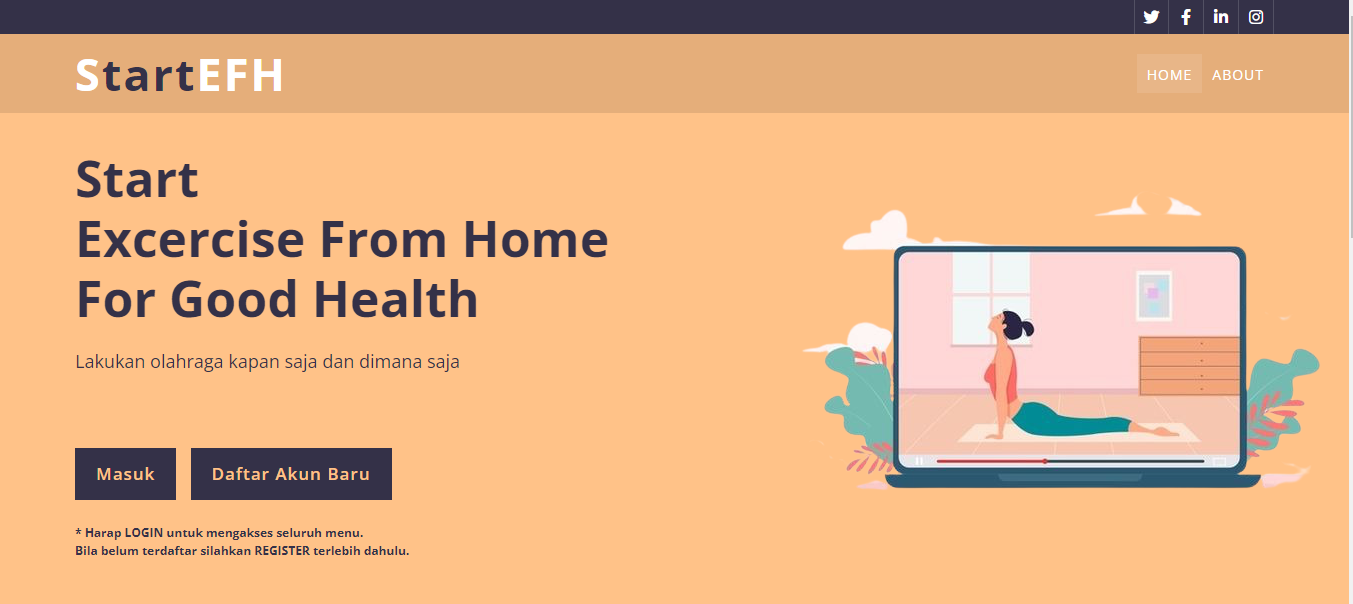 StartEFH
HOME ABOUT
Start
Excercise From Home
For Good Health
Lakukan olahraga kapan saja dan dimana saja
Masuk Daftar Akun Baru
* Harap LOGIN untuk mengakses seluruh menu.
Bila belum terdaftar silahkan REGISTER terlebih dahulu.